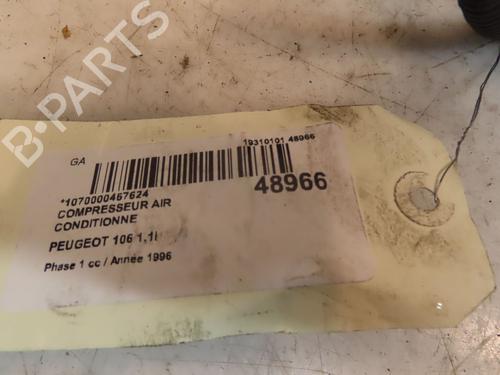 B-PARTS
GA
19310101 48966
*1070000467624
48966
COMPRESSEUR AIR
CONDITIONNE
PEUGEOT 106 1,1i
Phase 1 cc / Année 1996